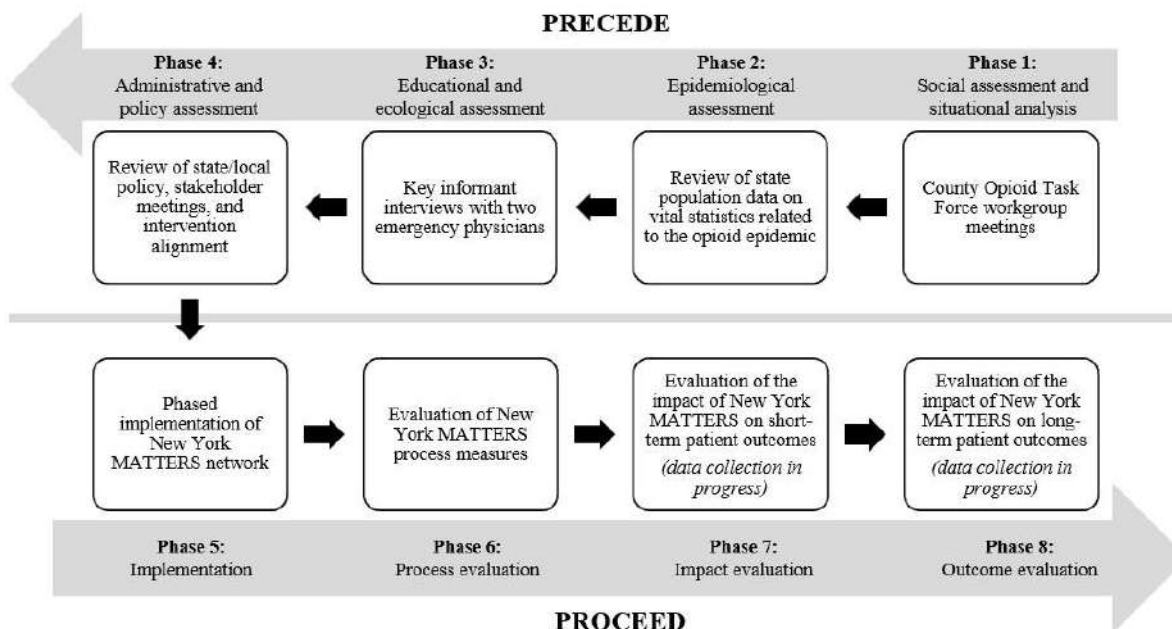 PRECEDE
Phase 4:
Administrative and
policy assessment
Phase 3:
Educational and
ecological assessment
Phase 2:
Epidemiological
assessment
Phase 1:
Social assessment and
situational analysis
Review of state/local
policy, stakeholder
meetings, and
intervention
alignment
Key informant
interviews with two
emergency physicians
Review of state
population data on
vital statistics related
to the opioid epidemic
County Opioid Task
Force workgroup
meetings
Phased
implementation of
New York
MATTERS network
Evaluation of New
York MATTERS
process measures
Evaluation of the
impact of New York
MATTERS on short-
term patient outcomes
(data collection in
progress)
Evaluation of the
impact of New York
MATTERS on long-
term patient outcomes
(data collection in
progress)
Phase 5:
Implementation
Phase 6:
Process evaluation
Phase 7:
Impact evaluation
Phase 8:
Outcome evaluation
PROCEED